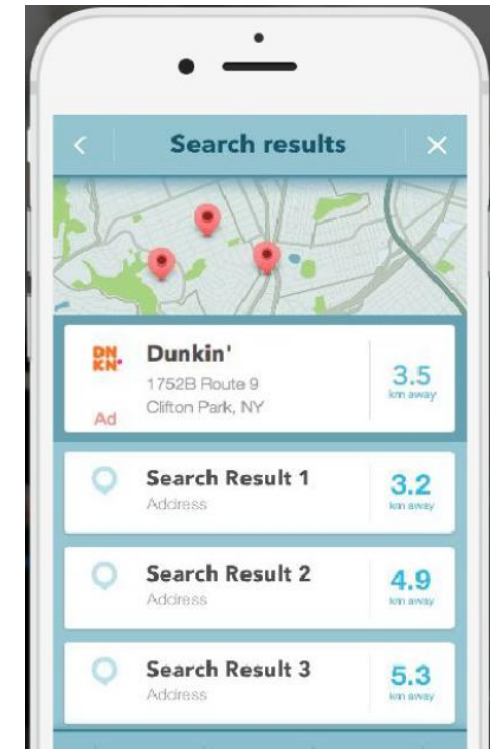 Search results
DN
KN
Dunkin'
1752B Route 9
Clifton Park, NY
Ad
3.5
km away
Search Result 1
Address
3.2
km away
Search Result 2
Address
4.9
km away
Search Result 3
Address
5.3
km away